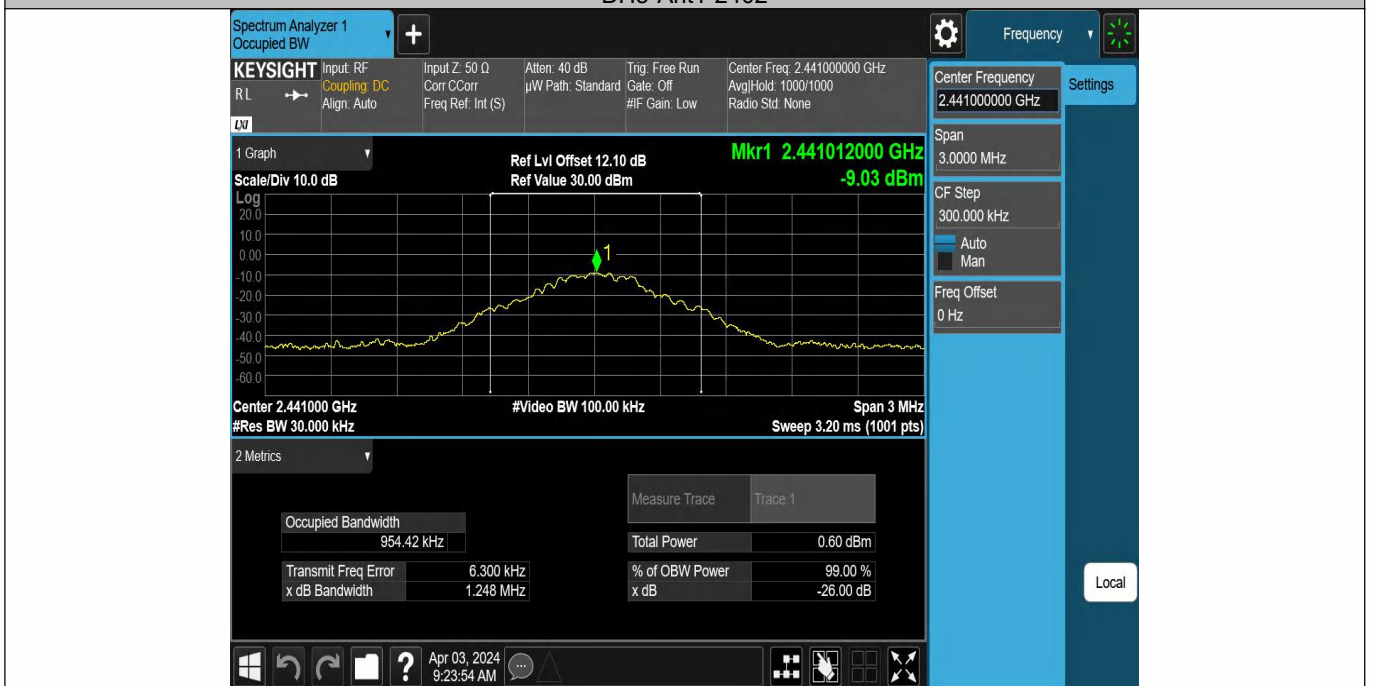 Spectrum Analyzer 1
Occupied BW
+
Frequency
KEYSIGHT
RL
LXI
Input: RF
Coupling: DC
Align: Auto
Input Z: 50 Ω
Corr CCorr
Freq Ref: Int (S)
Atten: 40 dB
µW Path: Standard
Trig: Free Run
Gate: Off
#IF Gain: Low
Center Freq: 2.441000000 GHz
Avg|Hold: 1000/1000
Radio Std: None
Center Frequency
2.441000000 GHz
Settings
Span
3.0000 MHz
CF Step
300.000 kHz
Auto
Man
Freq Offset
0 Hz
Local
1 Graph
Scale/Div 10.0 dB
Ref Lvl Offset 12.10 dB
Ref Value 30.00 dBm
Mkr1 2.441012000 GHz
-9.03 dBm
Log
20.0
10.0
0.00
-10.0
-20.0
-30.0
-40.0
-50.0
-60.0
1
Center 2.441000 GHz
#Video BW 100.00 kHz
Span 3 MHz
#Res BW 30.000 kHz
Sweep 3.20 ms (1001 pts)
2 Metrics
Measure Trace Trace 1
Occupied Bandwidth
954.42 kHz
Total Power 0.60 dBm
Transmit Freq Error 6.300 kHz
% of OBW Power 99.00 %
x dB Bandwidth 1.248 MHz
x dB -26.00 dB
?
Apr 03, 2024
9:23:54 AM